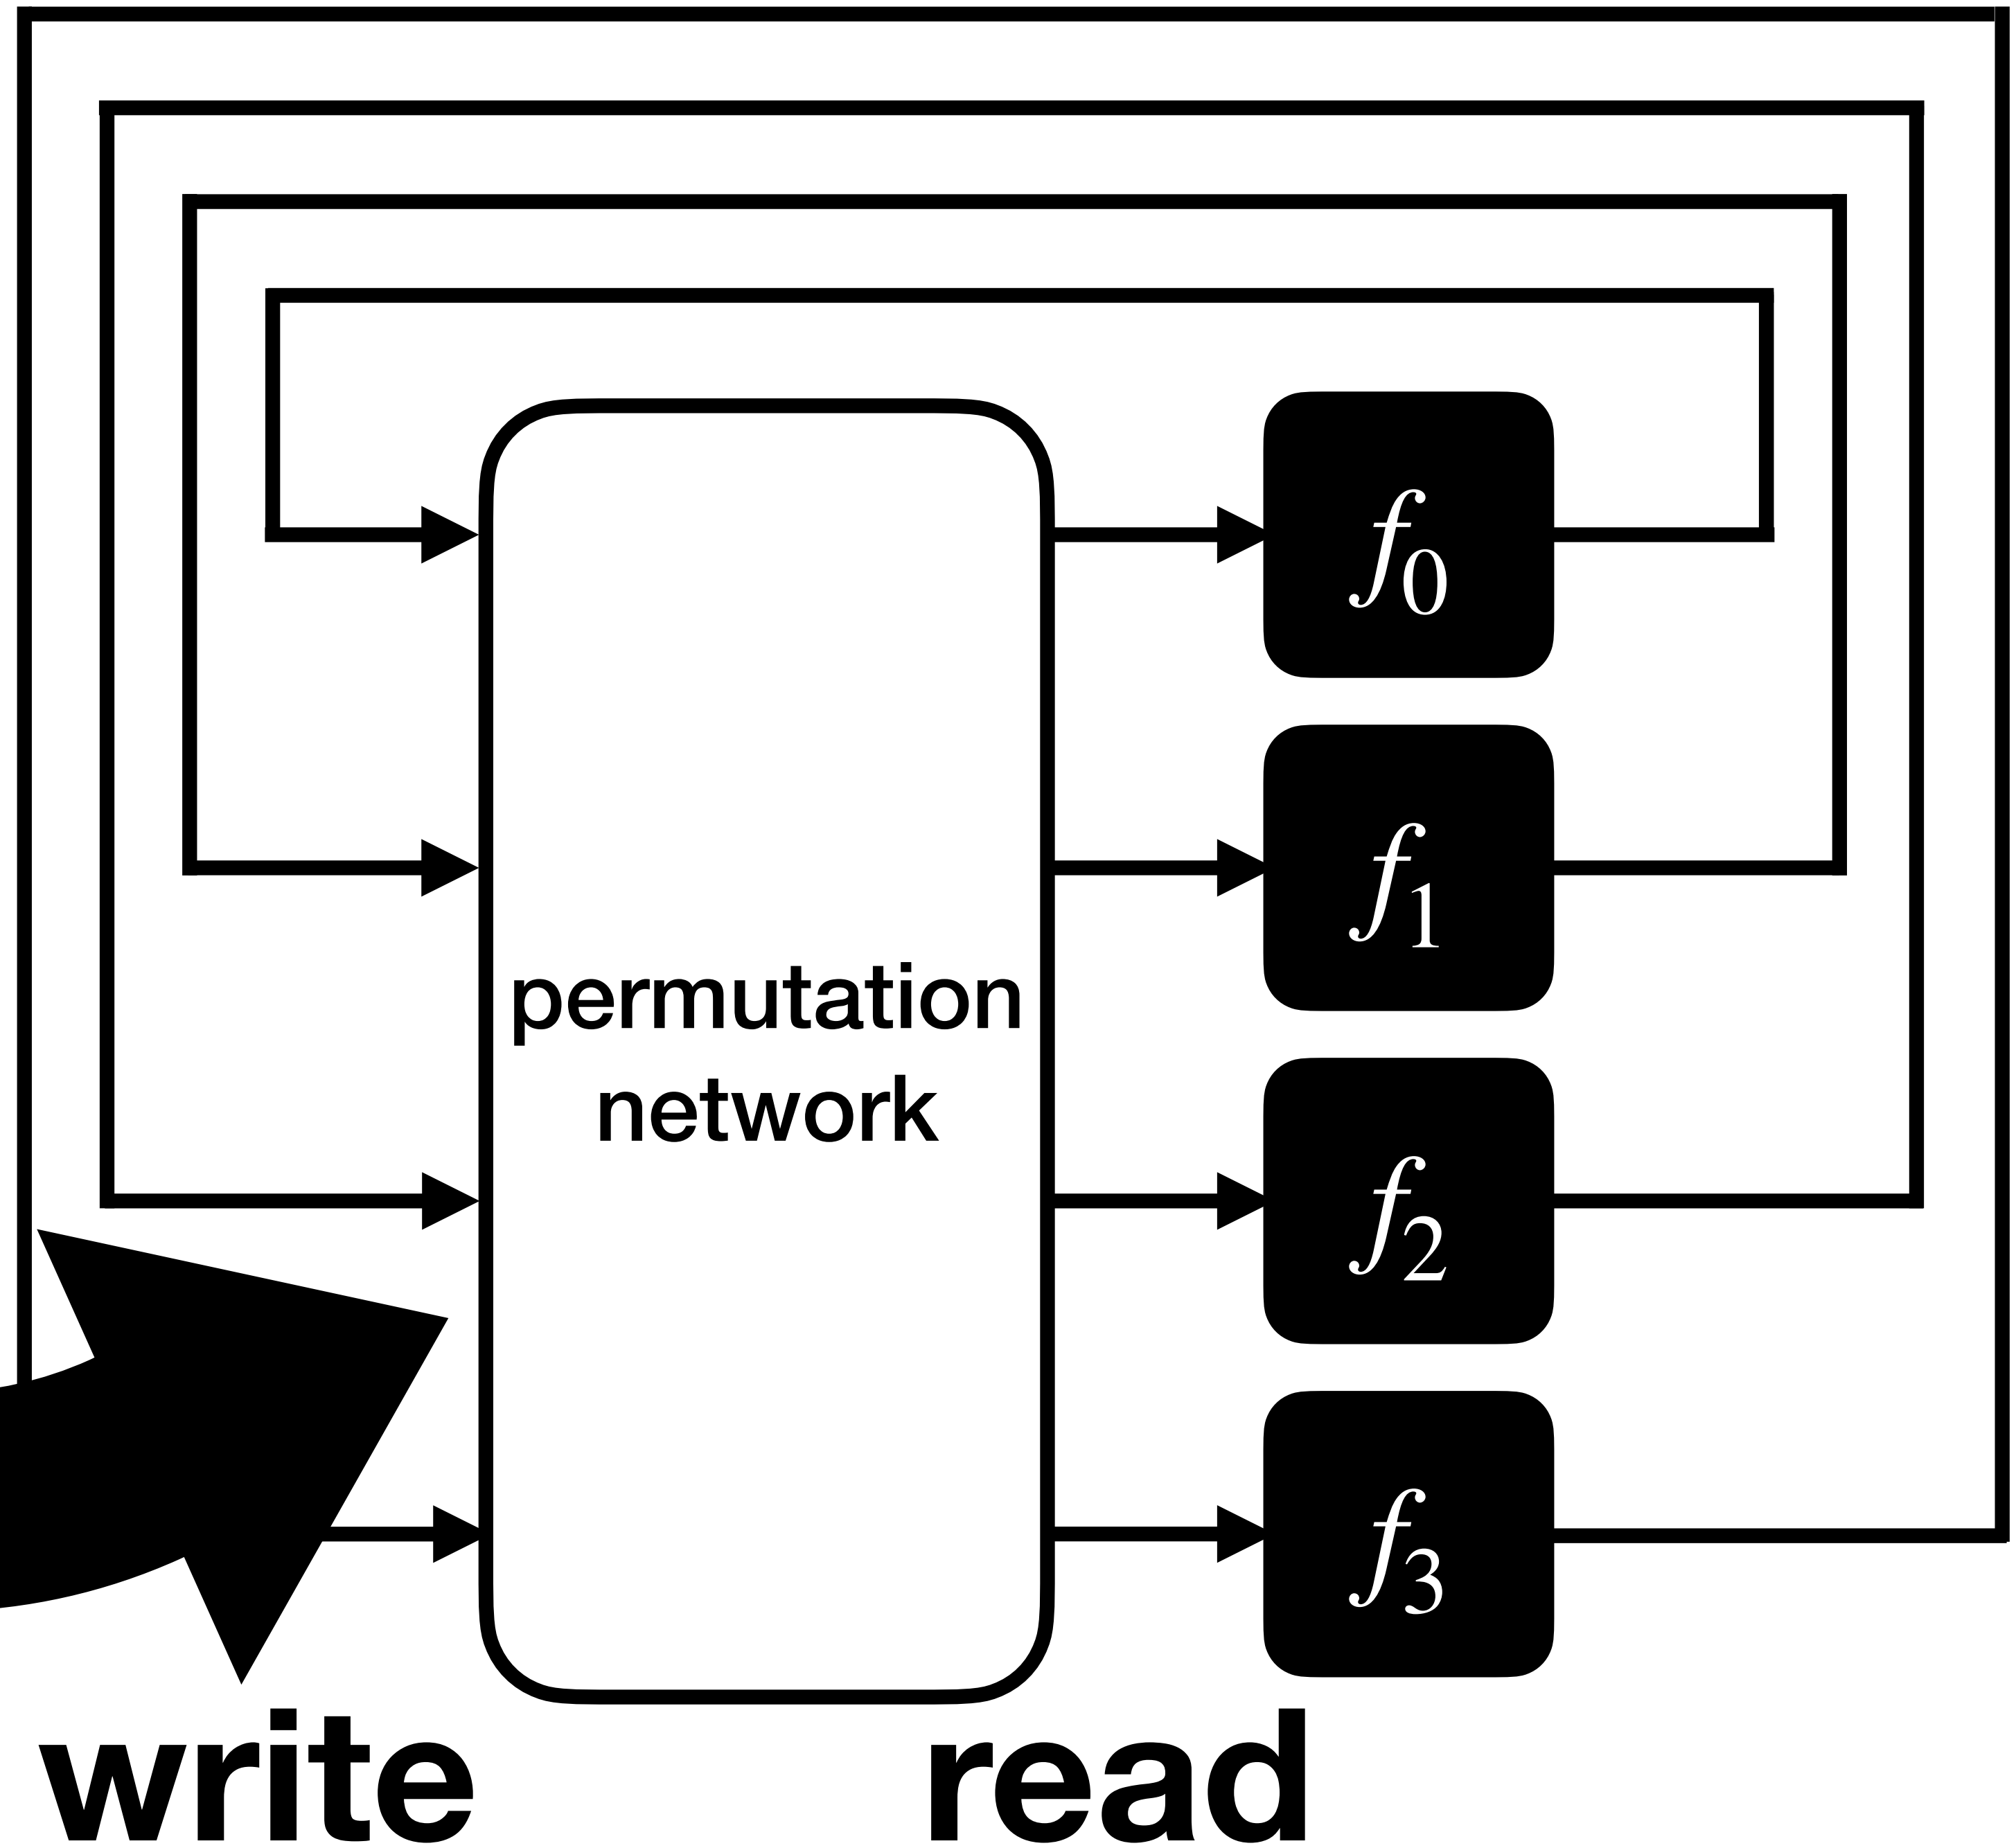 f0
f1
permutation
network
f2
f3
write read